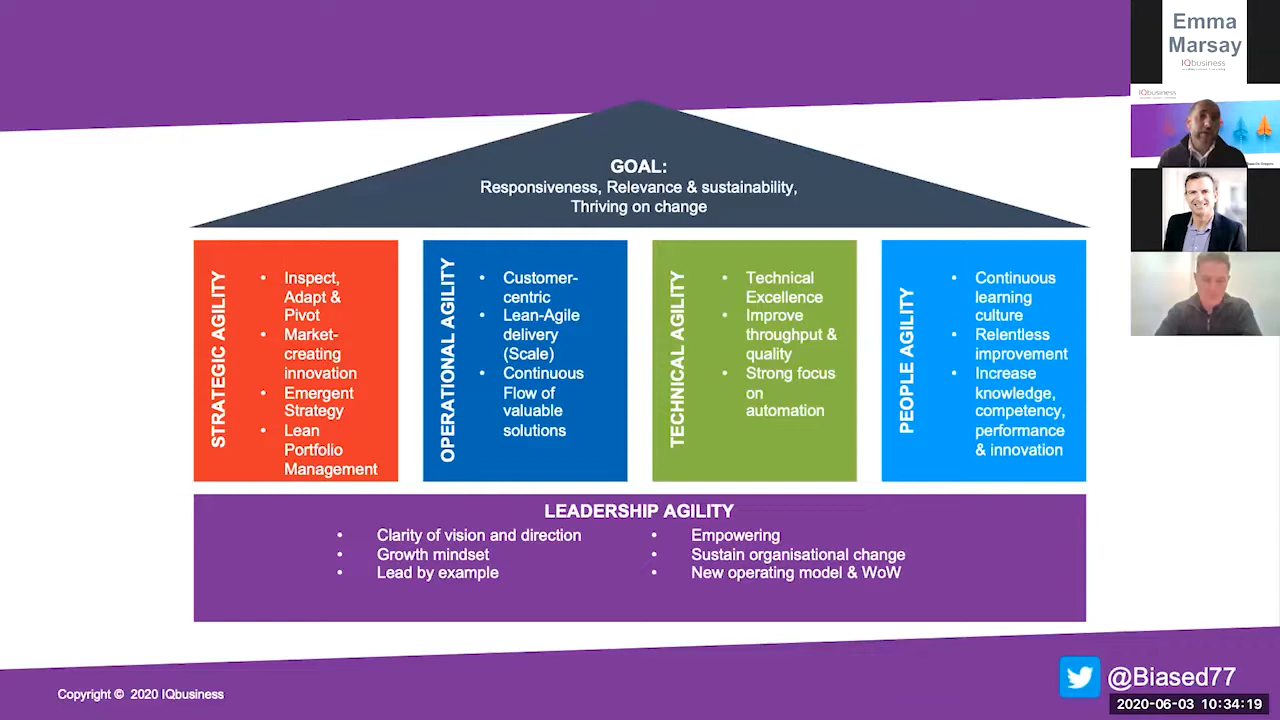 Emma
Marsay
IQbusiness
IQbusiness
GOAL:
Responsiveness, Relevance & sustainability,
Thriving on change
STRATEGIC AGILITY
• Inspect,
Adapt &
Pivot
• Market-
creating
innovation
• Emergent
Strategy
• Lean
Portfolio
Management
OPERATIONAL AGILITY
• Customer-
centric
• Lean-Agile
delivery
(Scale)
• Continuous
Flow of
valuable
solutions
TECHNICAL AGILITY
• Technical
Excellence
• Improve
throughput &
quality
• Strong focus
on
automation
PEOPLE AGILITY
• Continuous
learning
culture
• Relentless
improvement
• Increase
knowledge,
competency,
performance
& innovation
LEADERSHIP AGILITY
• Clarity of vision and direction
• Growth mindset
• Lead by example
• Empowering
• Sustain organisational change
• New operating model & WoW
Copyright © 2020 IQbusiness
@Biased77
2020-06-03 10:34:19